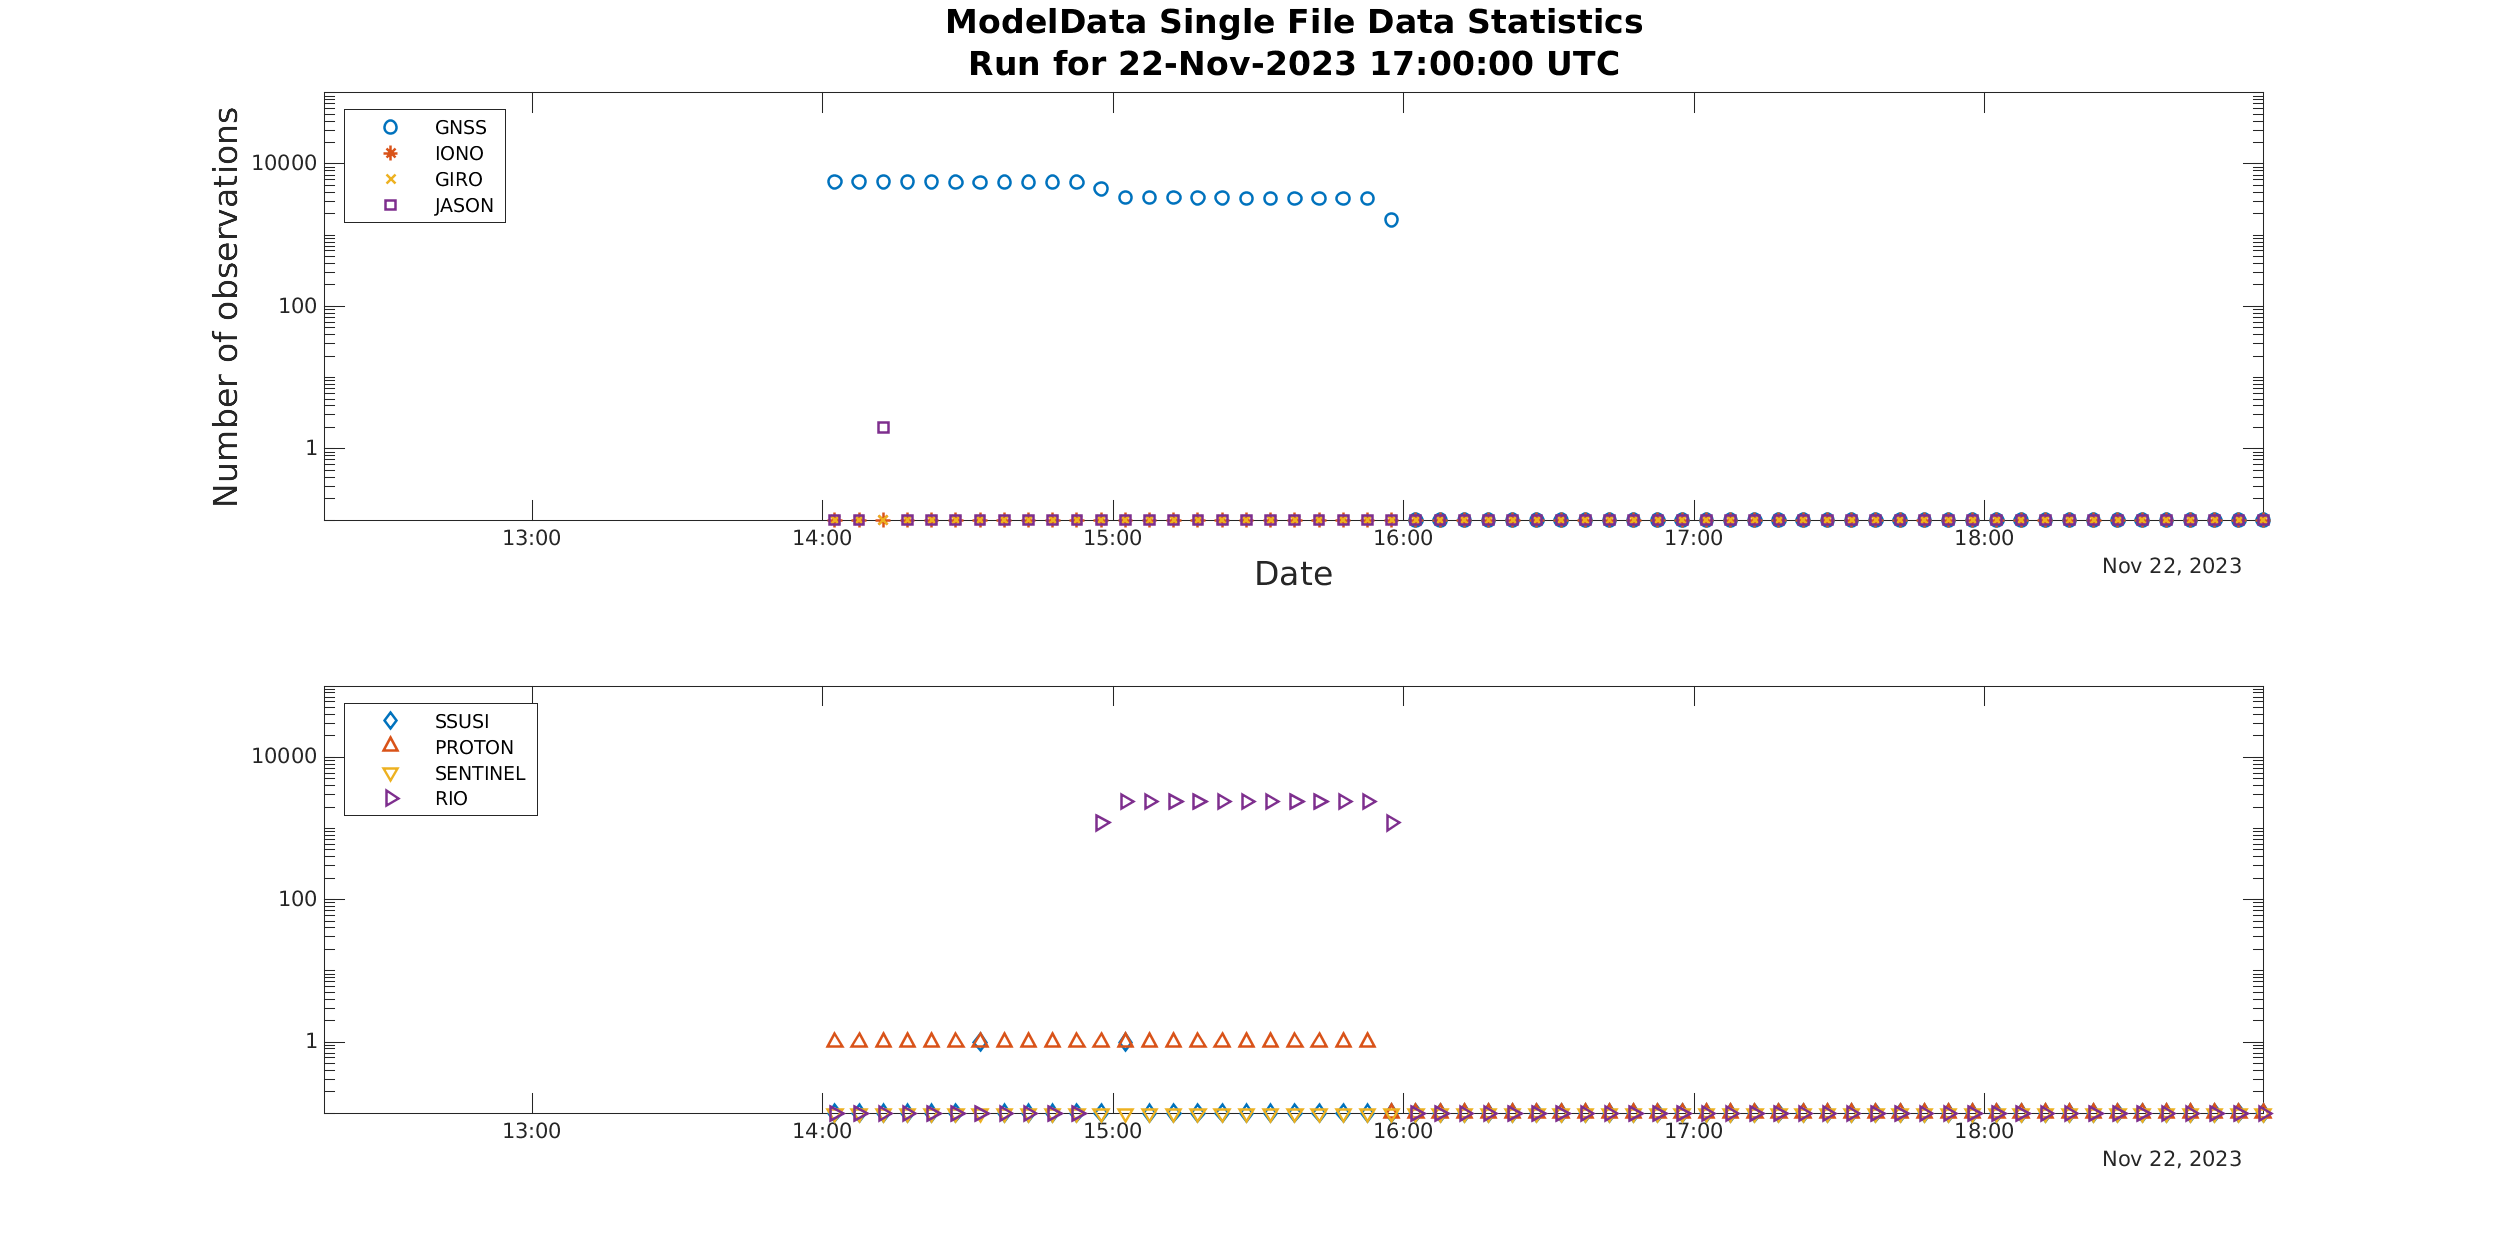 ModelData Single File Data Statistics
Run for 22-Nov-2023 17:00:00 UTC
Number of observations
10000
100
1
GNSS
IONO
GIRO
JASON
13:00 14:00 15:00 16:00 17:00 18:00
Nov 22, 2023
Date
10000
100
1
SSUSI
PROTON
SENTINEL
RIO
13:00 14:00 15:00 16:00 17:00 18:00
Nov 22, 2023